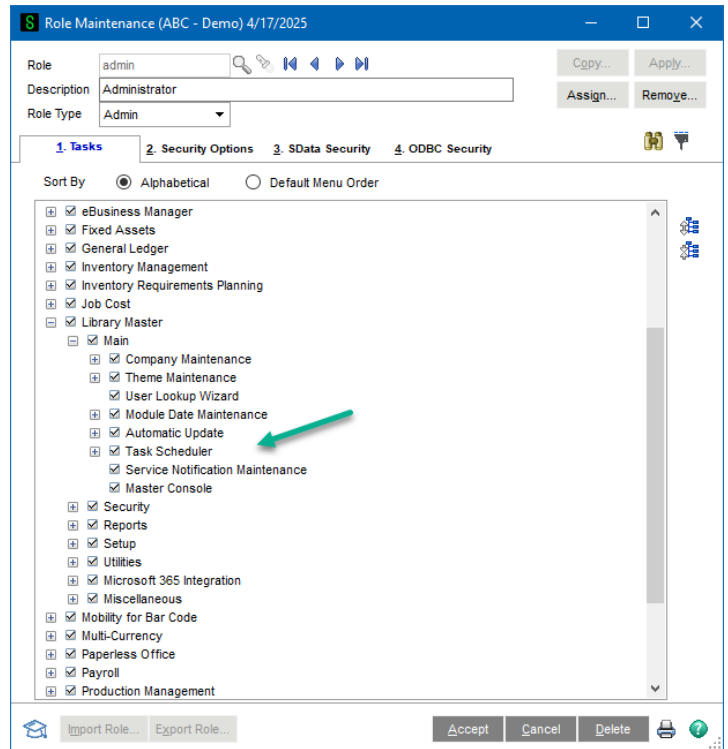 S Role Maintenance (ABC - Demo) 4/17/2025
Role admin Copy... Apply...
Description Administrator Assign... Remove...
Role Type Admin
1. Tasks 2. Security Options 3. SData Security 4. ODBC Security
Sort By Alphabetical Default Menu Order
eBusiness Manager
Fixed Assets
General Ledger
Inventory Management
Inventory Requirements Planning
Job Cost
Library Master
Main
Company Maintenance
Theme Maintenance
User Lookup Wizard
Module Date Maintenance
Automatic Update
Task Scheduler
Service Notification Maintenance
Master Console
Security
Reports
Setup
Utilities
Microsoft 365 Integration
Miscellaneous
Mobility for Bar Code
Multi-Currency
Paperless Office
Payroll
Production Management
Import Role... Export Role... Accept Cancel Delete